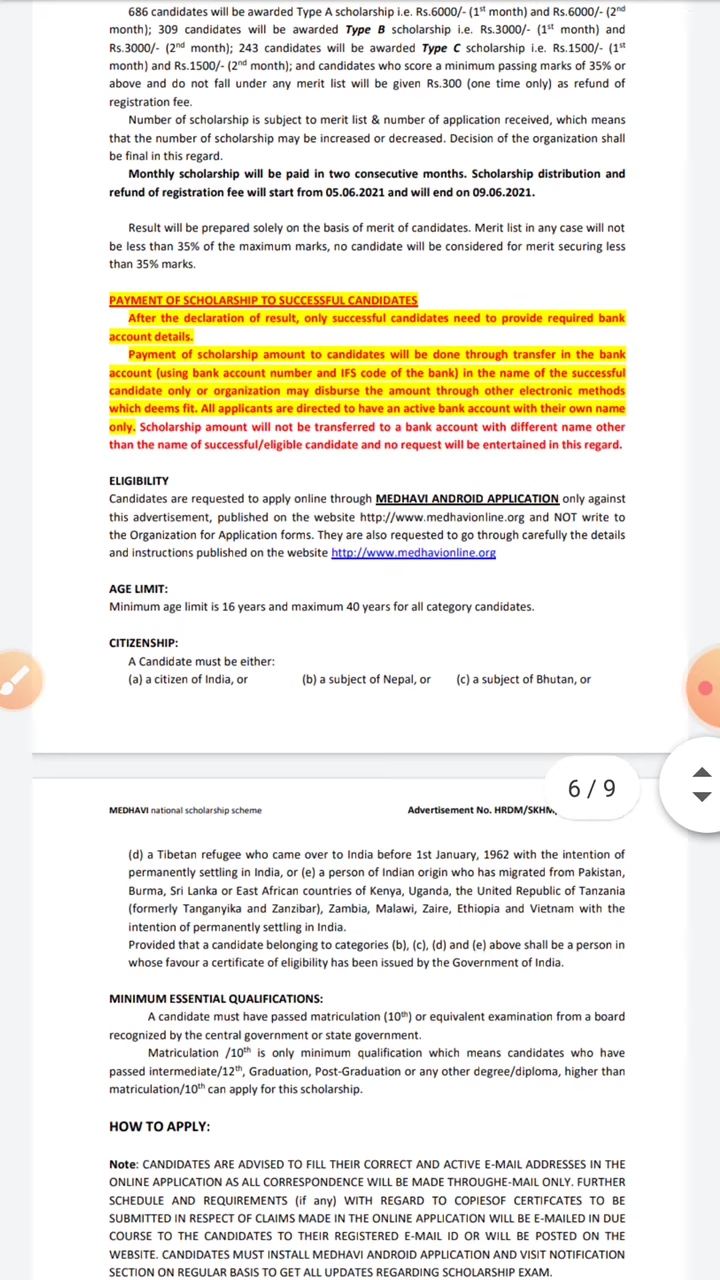 686 candidates will be awarded Type A scholarship i.e. Rs.6000/- (1st month) and Rs.6000/- (2nd
month); 309 candidates will be awarded Type B scholarship i.e. Rs.3000/- (1st month) and
Rs.3000/- (2nd month); 243 candidates will be awarded Type C scholarship i.e. Rs.1500/- (1st
month) and Rs.1500/- (2nd month); and candidates who score a minimum passing marks of 35% or
above and do not fall under any merit list will be given Rs.300 (one time only) as refund of
registration fee.
Number of scholarship is subject to merit list & number of application received, which means
that the number of scholarship may be increased or decreased. Decision of the organization shall
be final in this regard.
Monthly scholarship will be paid in two consecutive months. Scholarship distribution and
refund of registration fee will start from 05.06.2021 and will end on 09.06.2021.
Result will be prepared solely on the basis of merit of candidates. Merit list in any case will not
be less than 35% of the maximum marks, no candidate will be considered for merit securing less
than 35% marks.
PAYMENT OF SCHOLARSHIP TO SUCCESSFUL CANDIDATES
After the declaration of result, only successful candidates need to provide required bank
account details.
Payment of scholarship amount to candidates will be done through transfer in the bank
account (using bank account number and IFS code of the bank) in the name of the successful
candidate only or organization may disburse the amount through other electronic methods
which deems fit. All applicants are directed to have an active bank account with their own name
only. Scholarship amount will not be transferred to a bank account with different name other
than the name of successful/eligible candidate and no request will be entertained in this regard.
ELIGIBILITY
Candidates are requested to apply online through MEDHAVI ANDROID APPLICATION only against
this advertisement, published on the website http://www.medhavionline.org and NOT write to
the Organization for Application forms. They are also requested to go through carefully the details
and instructions published on the website http://www.medhavionline.org
AGE LIMIT:
Minimum age limit is 16 years and maximum 40 years for all category candidates.
CITIZENSHIP:
A Candidate must be either:
(a) a citizen of India, or (b) a subject of Nepal, or (c) a subject of Bhutan, or
6 / 9
MEDHAVI national scholarship scheme Advertisement No. HRDM/SKHM,
(d) a Tibetan refugee who came over to India before 1st January, 1962 with the intention of
permanently settling in India, or (e) a person of Indian origin who has migrated from Pakistan,
Burma, Sri Lanka or East African countries of Kenya, Uganda, the United Republic of Tanzania
(formerly Tanganyika and Zanzibar), Zambia, Malawi, Zaire, Ethiopia and Vietnam with the
intention of permanently settling in India.
Provided that a candidate belonging to categories (b), (c), (d) and (e) above shall be a person in
whose favour a certificate of eligibility has been issued by the Government of India.
MINIMUM ESSENTIAL QUALIFICATIONS:
A candidate must have passed matriculation (10th) or equivalent examination from a board
recognized by the central government or state government.
Matriculation /10th is only minimum qualification which means candidates who have
passed intermediate/12th, Graduation, Post-Graduation or any other degree/diploma, higher than
matriculation/10th can apply for this scholarship.
HOW TO APPLY:
Note: CANDIDATES ARE ADVISED TO FILL THEIR CORRECT AND ACTIVE E-MAIL ADDRESSES IN THE
ONLINE APPLICATION AS ALL CORRESPONDENCE WILL BE MADE THROUGHE-MAIL ONLY. FURTHER
SCHEDULE AND REQUIREMENTS (if any) WITH REGARD TO COPIESOF CERTIFCATES TO BE
SUBMITTED IN RESPECT OF CLAIMS MADE IN THE ONLINE APPLICATION WILL BE E-MAILED IN DUE
COURSE TO THE CANDIDATES TO THEIR REGISTERED E-MAIL ID OR WILL BE POSTED ON THE
WEBSITE. CANDIDATES MUST INSTALL MEDHAVI ANDROID APPLICATION AND VISIT NOTIFICATION
SECTION ON REGULAR BASIS TO GET ALL UPDATES REGARDING SCHOLARSHIP EXAM.